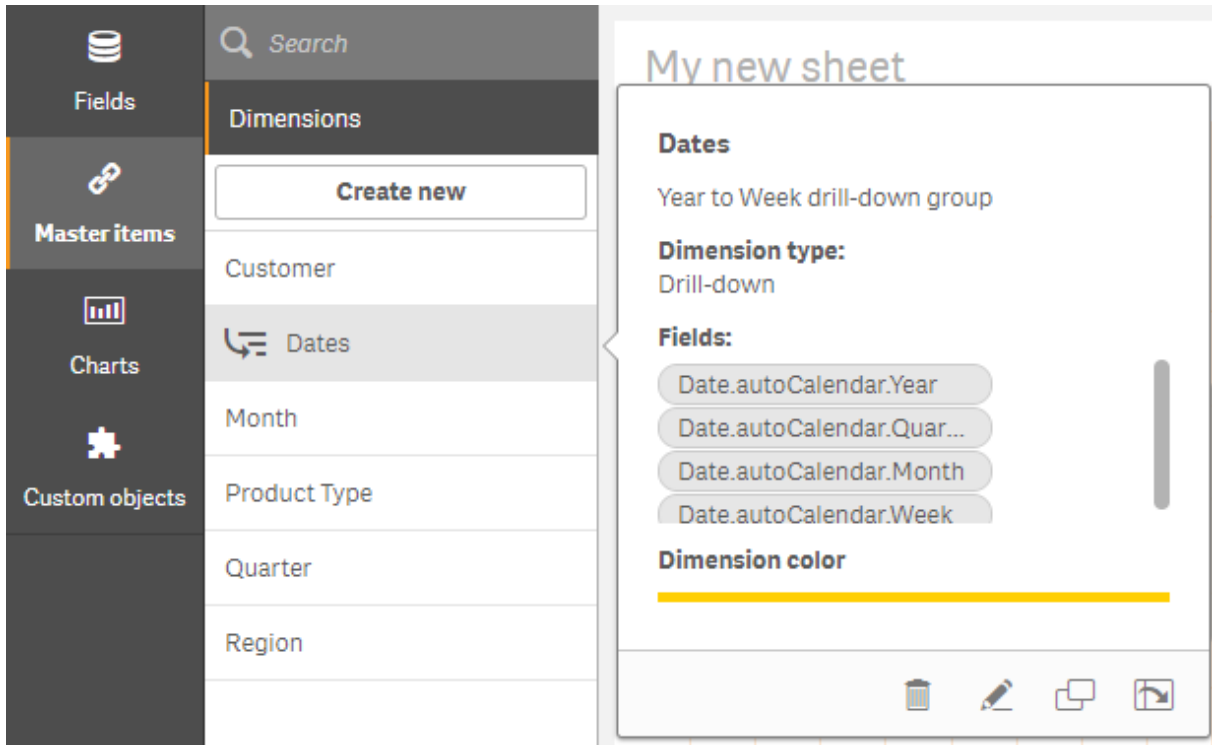 Fields
Master items
Charts
Custom objects
Search
Dimensions
Create new
Customer
Dates
Month
Product Type
Quarter
Region
My new sheet
Dates
Year to Week drill-down group
Dimension type:
Drill-down
Fields:
Date.autoCalendar.Year
Date.autoCalendar.Quar...
Date.autoCalendar.Month
Date.autoCalendar.Week
Dimension color